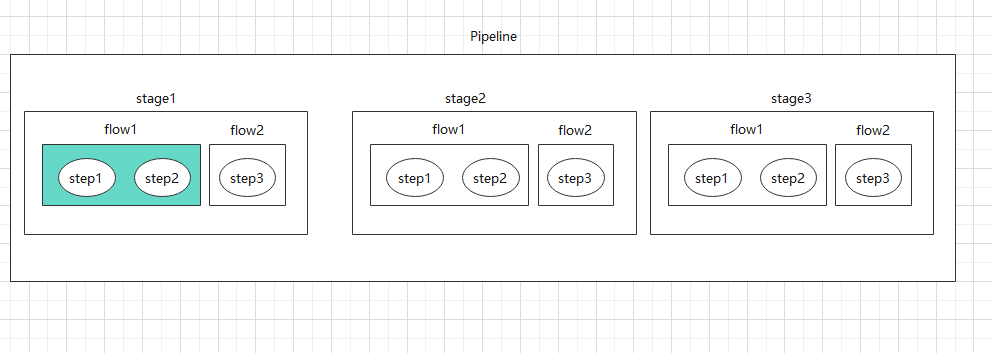 Pipeline
stage1 stage2 stage3
flow1 flow2 flow1 flow2 flow1 flow2
step1 step2 step3 step1 step2 step3 step1 step2 step3